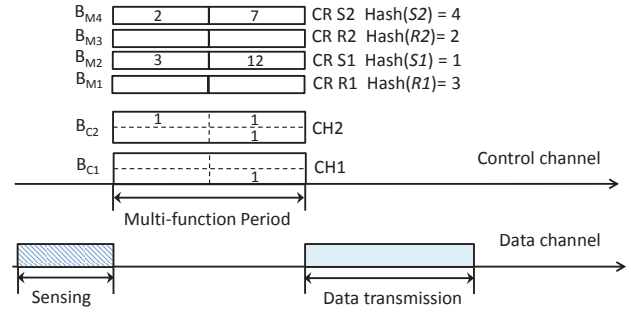 B_M4 2 7 CR S2 Hash(S2) = 4
B_M3 CR R2 Hash(R2) = 2
B_M2 3 12 CR S1 Hash(S1) = 1
B_M1 CR R1 Hash(R1) = 3
1 1
B_C2 CH2
1
B_C1 CH1
1
Control channel
Multi-function Period
Data channel
Sensing Data transmission